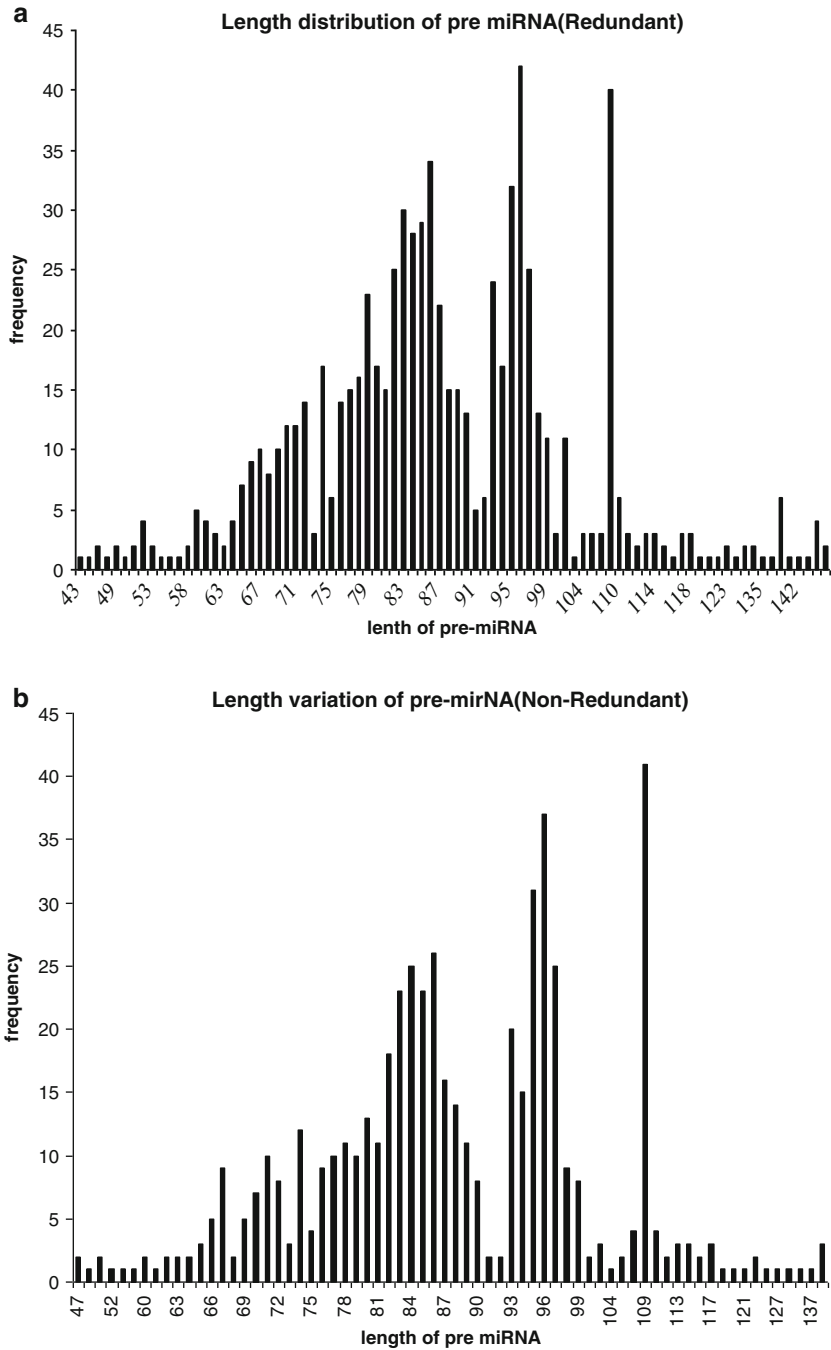 a
Length distribution of pre miRNA(Redundant)
45
40
35
30
25
20
15
10
5
0
frequency
43 49 53 58 63 67 71 75 79 83 87 91 95 99 104 110 114 118 123 135 142
lenth of pre-miRNA
b
Length variation of pre-mirNA(Non-Redundant)
45
40
35
30
25
20
15
10
5
0
frequency
47 52 60 63 66 69 72 75 78 81 84 87 90 93 96 99 104 109 113 117 121 127 137
length of pre miRNA